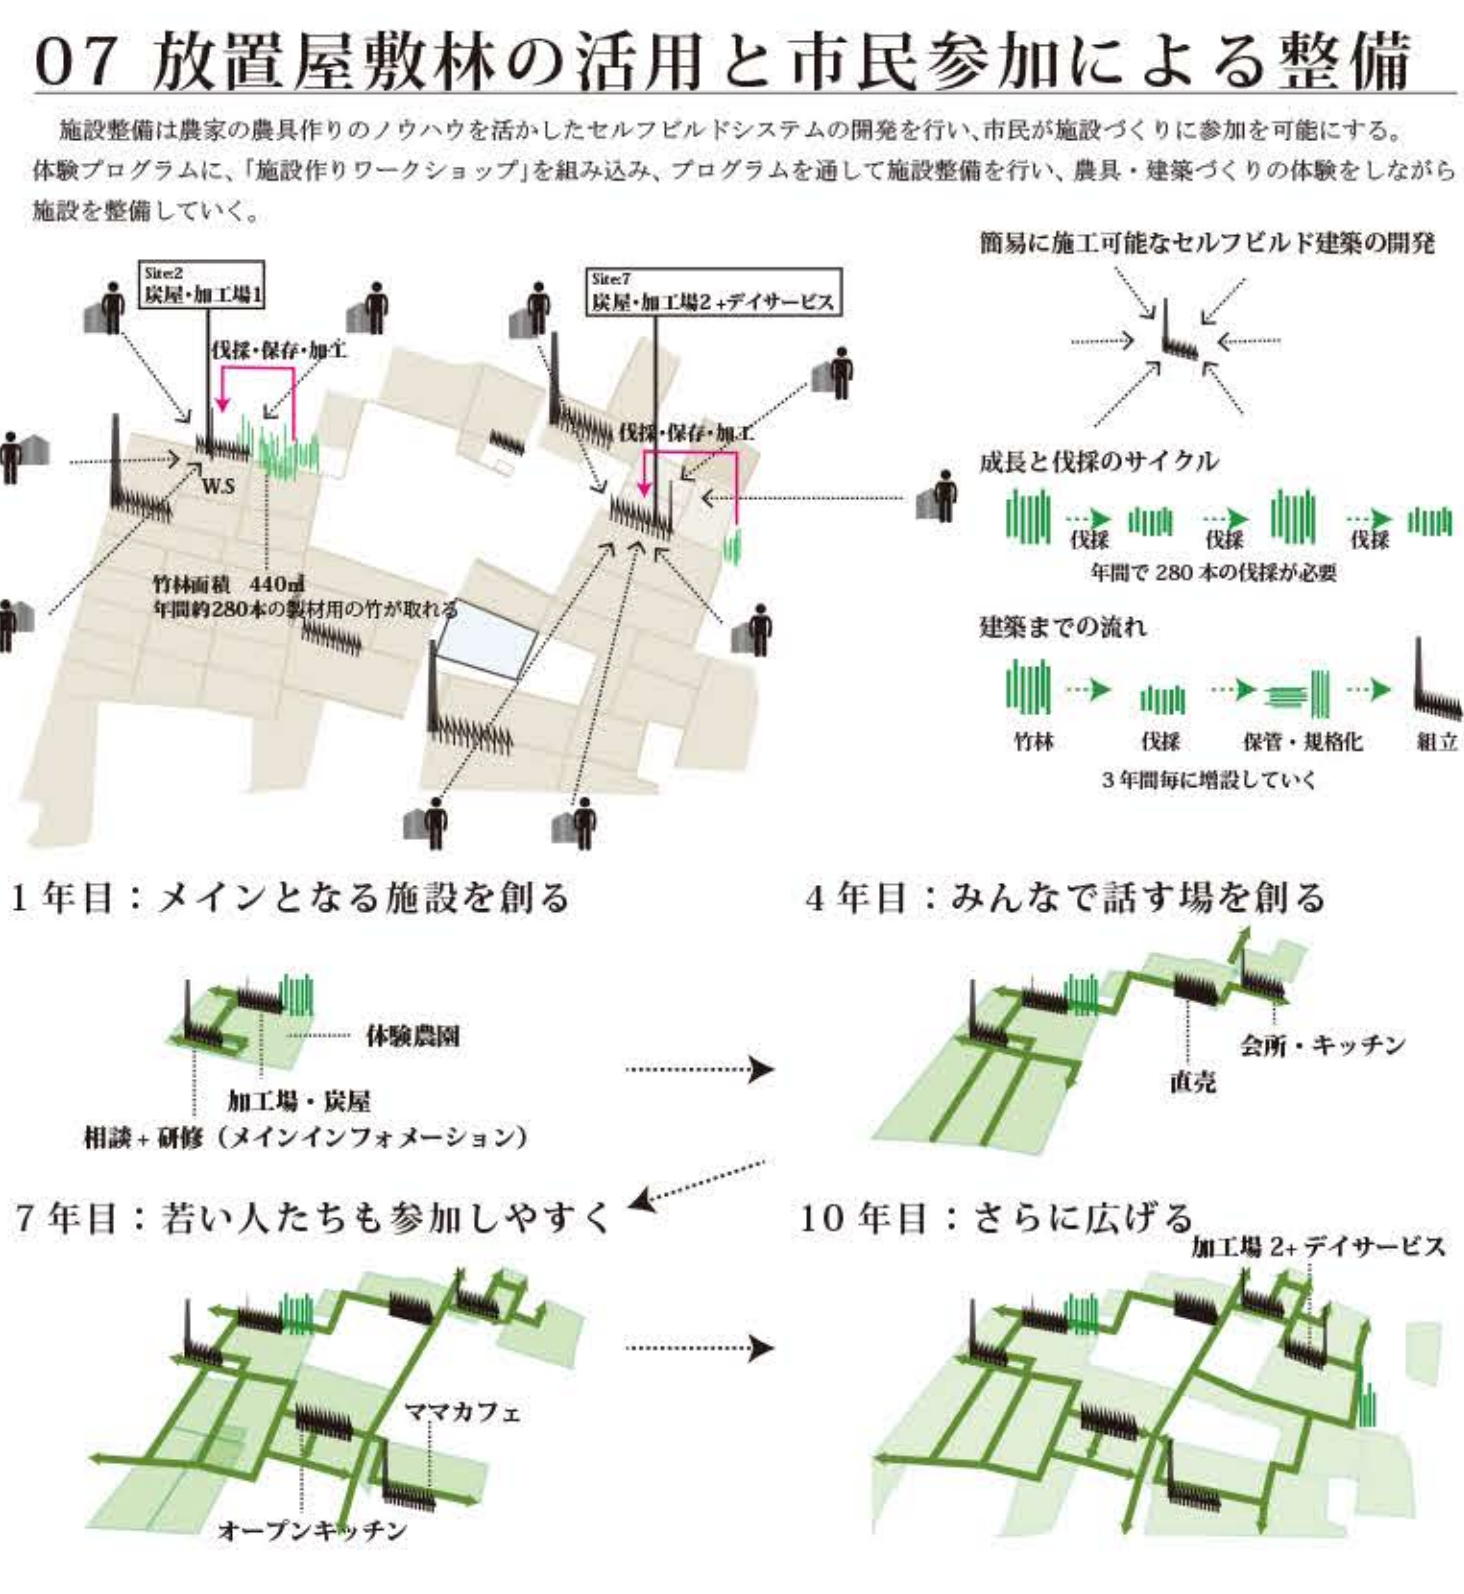 07 放置屋敷林の活用と市民参加による整備
施設整備は農家の農具作りのノウハウを活かしたセルフビルドシステムの開発を行い、市民が施設づくりに参加を可能にする。
体験プログラムに、「施設作りワークショップ」を組み込み、プログラムを通して施設整備を行い、農具・建築づくりの体験をしながら
施設を整備していく。
Site:2
炭屋・加工場1
Site:7
炭屋・加工場2+デイサービス
伐採・保存・加工
伐採・保存・加工
W.S
竹林面積 440㎡
年間約280本の製材用の竹が取れる
簡易に施工可能なセルフビルド建築の開発
成長と伐採のサイクル
伐採
伐採
伐採
年間で 280 本の伐採が必要
建築までの流れ
竹林
伐採
保管・規格化
組立
3 年間毎に増設していく
1 年目：メインとなる施設を創る
体験農園
加工場・炭屋
相談 + 研修（メインインフォメーション）
4 年目：みんなで話す場を創る
会所・キッチン
直売
7 年目：若い人たちも参加しやすく
ママカフェ
オープンキッチン
10 年目：さらに広げる
加工場 2+ デイサービス